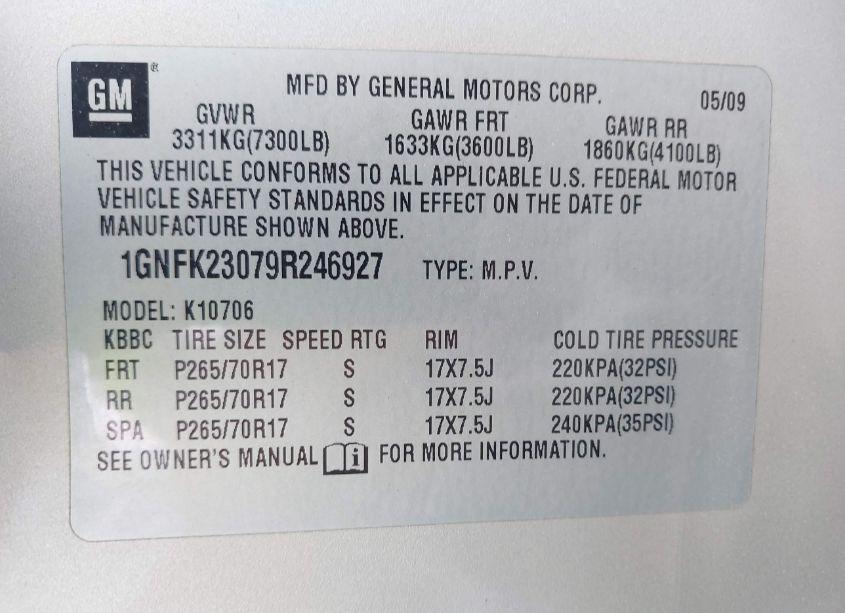 GM®
MFD BY GENERAL MOTORS CORP. 05/09
GVWR GAWR FRT GAWR RR
3311KG(7300LB) 1633KG(3600LB) 1860KG(4100LB)
THIS VEHICLE CONFORMS TO ALL APPLICABLE U.S. FEDERAL MOTOR
VEHICLE SAFETY STANDARDS IN EFFECT ON THE DATE OF
MANUFACTURE SHOWN ABOVE.
1GNFK23079R246927 TYPE: M.P.V.
MODEL: K10706
KBBC TIRE SIZE SPEED RTG RIM COLD TIRE PRESSURE
FRT P265/70R17 S 17X7.5J 220KPA(32PSI)
RR P265/70R17 S 17X7.5J 220KPA(32PSI)
SPA P265/70R17 S 17X7.5J 240KPA(35PSI)
SEE OWNER'S MANUAL i FOR MORE INFORMATION.